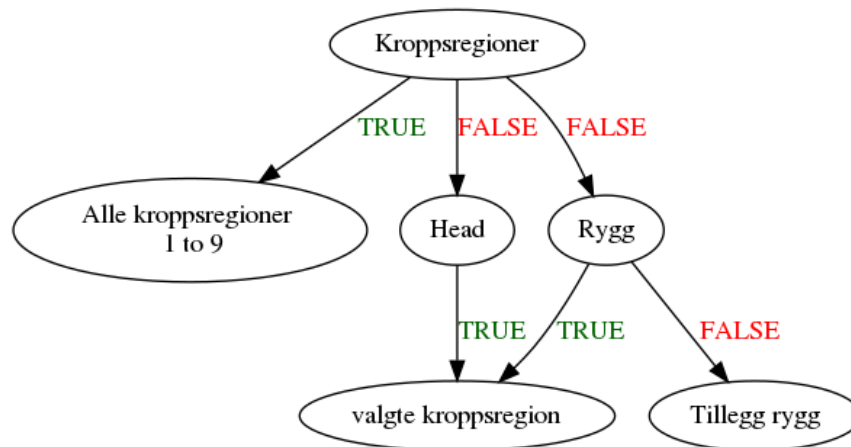 Kroppsregioner
TRUE
FALSE
FALSE
Alle kroppsregioner
1 to 9
Head
Rygg
TRUE
TRUE
FALSE
valgte kroppsregion
Tillegg rygg